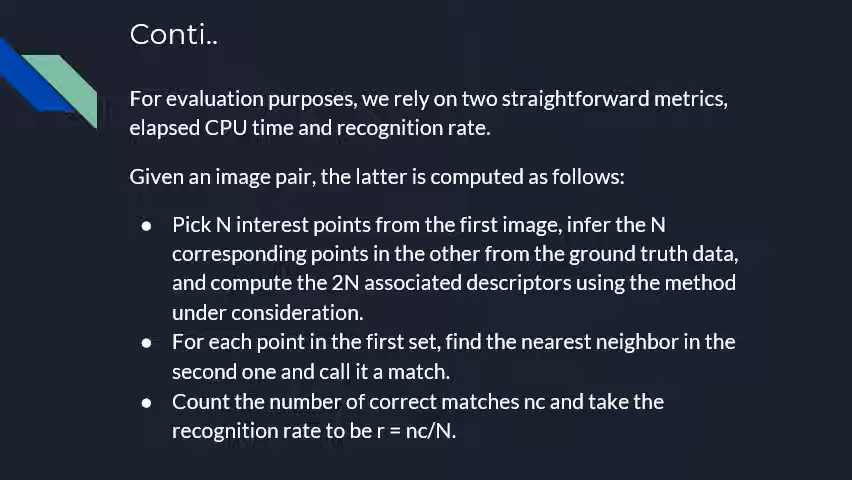 Conti..
For evaluation purposes, we rely on two straightforward metrics,
elapsed CPU time and recognition rate.
Given an image pair, the latter is computed as follows:
● Pick N interest points from the first image, infer the N
corresponding points in the other from the ground truth data,
and compute the 2N associated descriptors using the method
under consideration.
● For each point in the first set, find the nearest neighbor in the
second one and call it a match.
● Count the number of correct matches nc and take the
recognition rate to be r = nc/N.